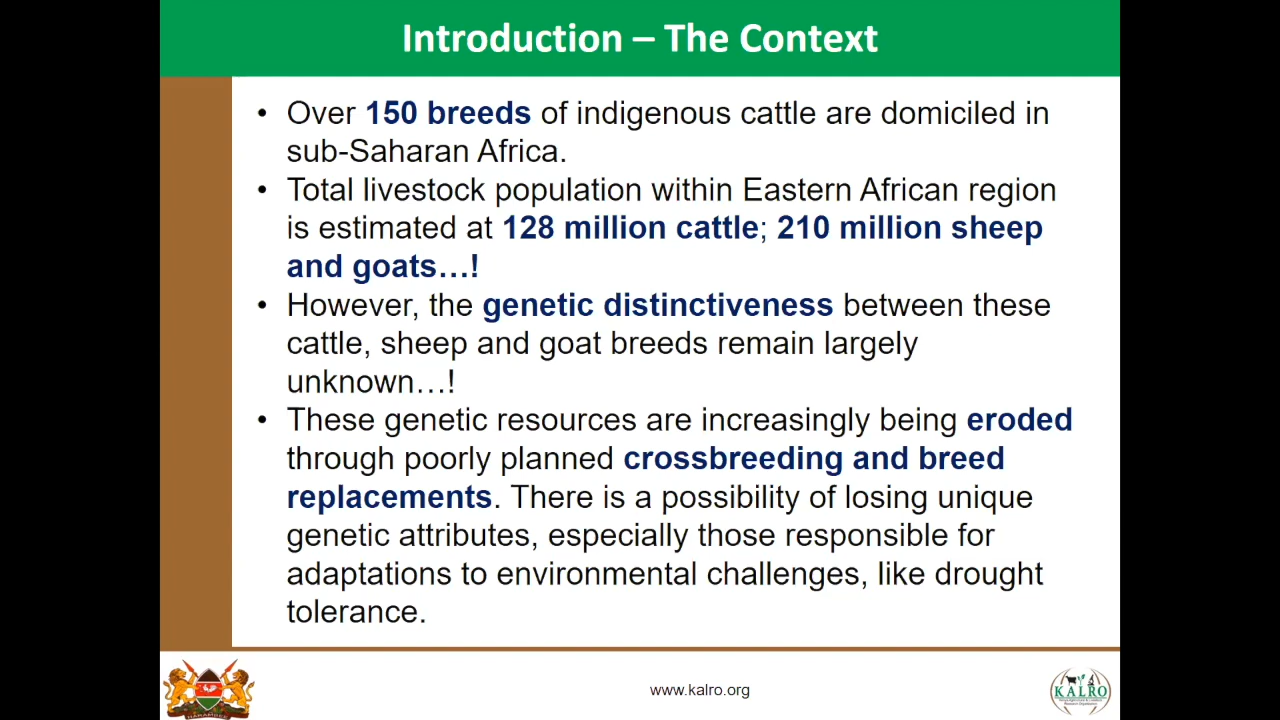 Introduction – The Context
• Over 150 breeds of indigenous cattle are domiciled in
sub-Saharan Africa.
• Total livestock population within Eastern African region
is estimated at 128 million cattle; 210 million sheep
and goats…!
• However, the genetic distinctiveness between these
cattle, sheep and goat breeds remain largely
unknown…!
• These genetic resources are increasingly being eroded
through poorly planned crossbreeding and breed
replacements. There is a possibility of losing unique
genetic attributes, especially those responsible for
adaptations to environmental challenges, like drought
tolerance.
HARAMBEE
www.kalro.org
KALRO